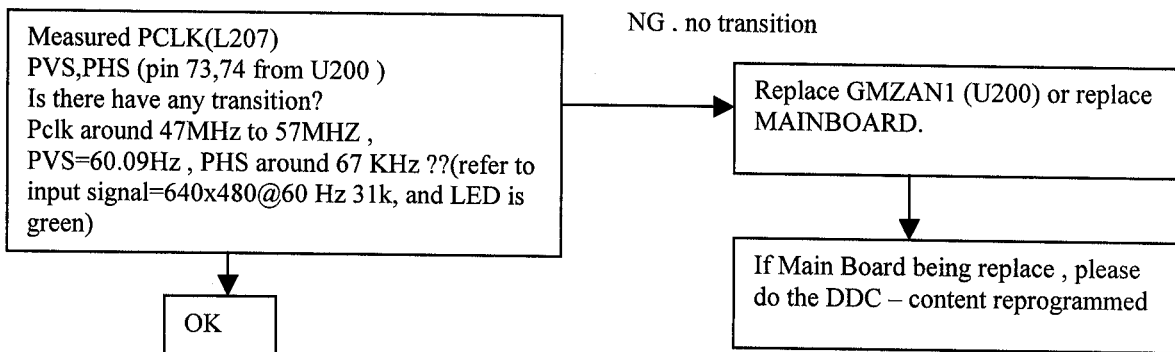 Measured PCLK(L207)
PVS,PHS (pin 73,74 from U200 )
Is there have any transition?
Pclk around 47MHz to 57MHZ ,
PVS=60.09Hz , PHS around 67 KHz ??(refer to
input signal=640x480@60 Hz 31k, and LED is
green)
NG . no transition
Replace GMZAN1 (U200) or replace
MAINBOARD.
If Main Board being replace , please
do the DDC – content reprogrammed
OK